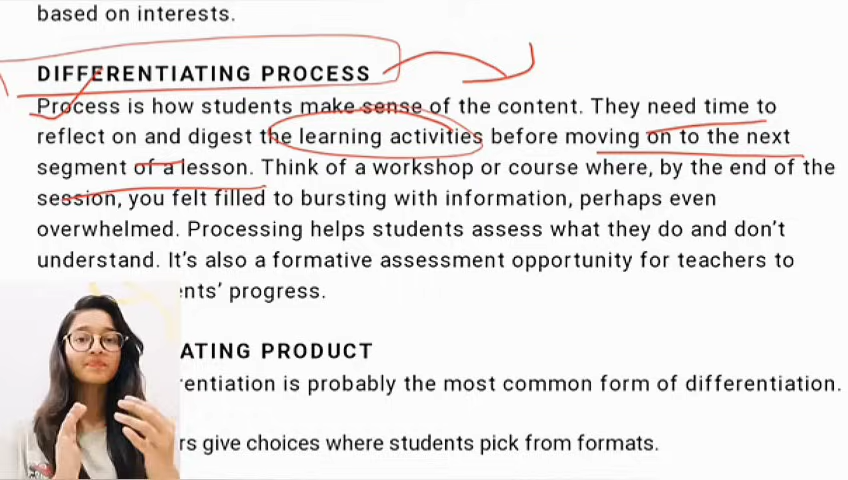 based on interests.
DIFFERENTIATING PROCESS
Process is how students make sense of the content. They need time to
reflect on and digest the learning activities before moving on to the next
segment of a lesson. Think of a workshop or course where, by the end of the
session, you felt filled to bursting with information, perhaps even
overwhelmed. Processing helps students assess what they do and don't
understand. It's also a formative assessment opportunity for teachers to
nts' progress.
ATING PRODUCT
rentiation is probably the most common form of differentiation.
rs give choices where students pick from formats.